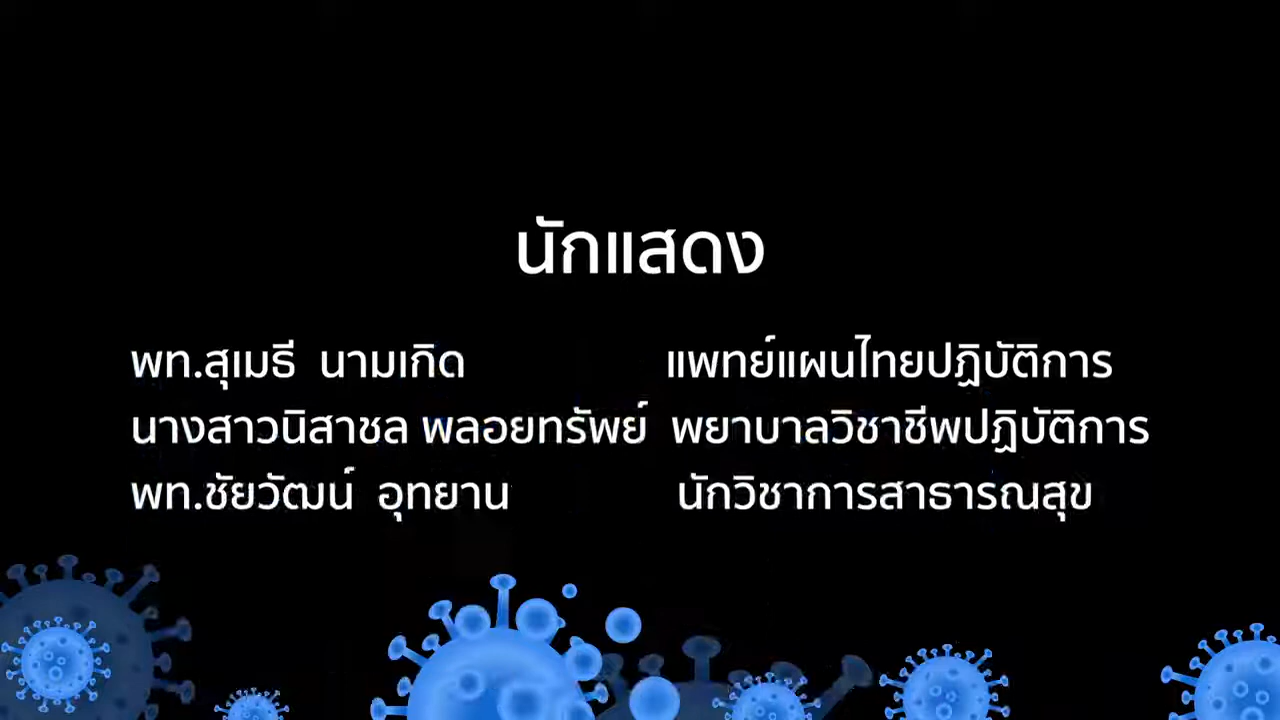 นักแสดง
พท.สุเมธี นามเกิด แพทย์แผนไทยปฏิบัติการ
นางสาวนิสาชล พลอยทรัพย์ พยาบาลวิชาชีพปฏิบัติการ
พท.ชัยวัฒน์ อุทยาน นักวิชาการสาธารณสุข